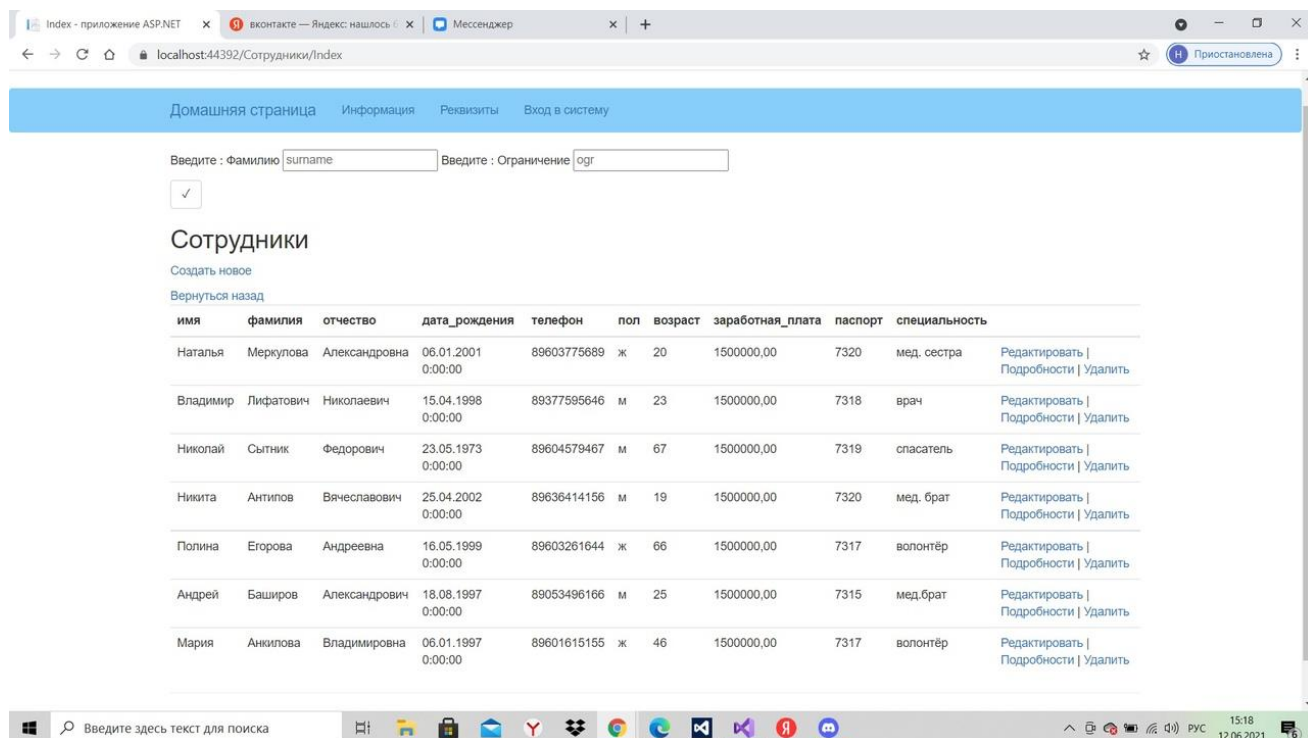 Index - приложение ASP.NET
вконтакте — Яндекс: нашлось
Мессенджер
localhost:44392/Сотрудники/Index
Н Приостановлена
Домашняя страница Информация Реквизиты Вход в систему
Введите : Фамилию surname Введите : Ограничение ogr
Сотрудники
Создать новое
Вернуться назад
имя фамилия отчество дата_рождения телефон пол возраст заработная_плата паспорт специальность
Наталья Меркулова Александровна 06.01.2001 89603775689 ж 20 1500000,00 7320 мед. сестра Редактировать |
0:00:00 Подробности | Удалить
Владимир Лифатович Николаевич 15.04.1998 89377595646 м 23 1500000,00 7318 врач Редактировать |
0:00:00 Подробности | Удалить
Николай Сытник Федорович 23.05.1973 89604579467 м 67 1500000,00 7319 спасатель Редактировать |
0:00:00 Подробности | Удалить
Никита Антипов Вячеславович 25.04.2002 89636414156 м 19 1500000,00 7320 мед. брат Редактировать |
0:00:00 Подробности | Удалить
Полина Егорова Андреевна 16.05.1999 89603261644 ж 66 1500000,00 7317 волонтёр Редактировать |
0:00:00 Подробности | Удалить
Андрей Баширов Александрович 18.08.1997 89053496166 м 25 1500000,00 7315 мед.брат Редактировать |
0:00:00 Подробности | Удалить
Мария Анкилова Владимировна 06.01.1997 89601615155 ж 46 1500000,00 7317 волонтёр Редактировать |
0:00:00 Подробности | Удалить
Введите здесь текст для поиска
РУС
15:18
12.06.2021
6